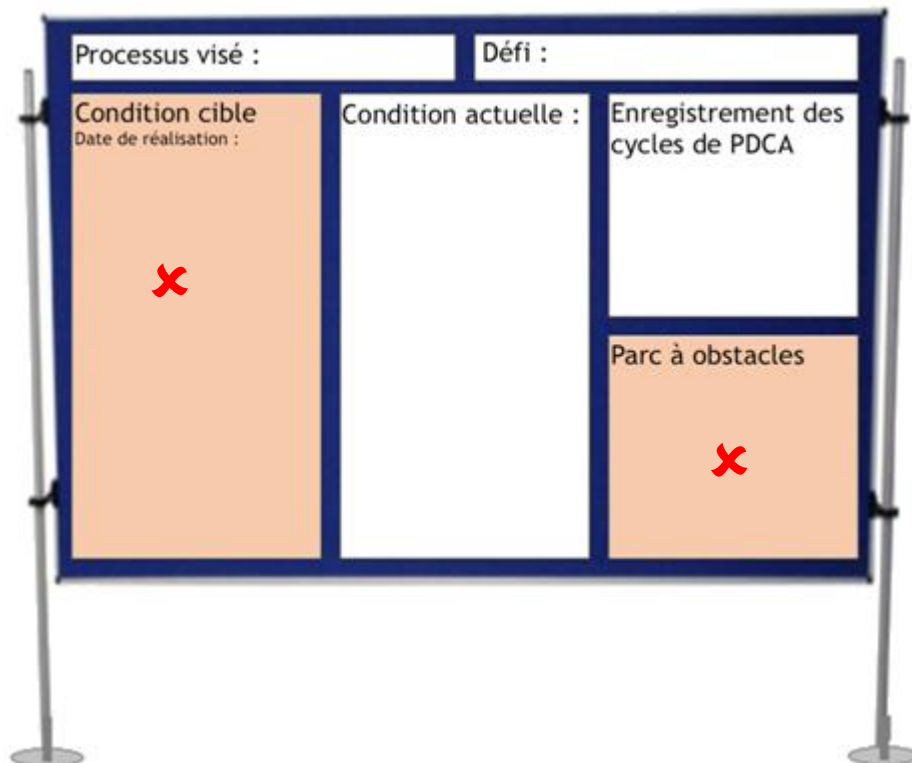 Processus visé :
Défi :
Condition cible
Date de réalisation :
Condition actuelle :
Enregistrement des
cycles de PDCA
Parc à obstacles